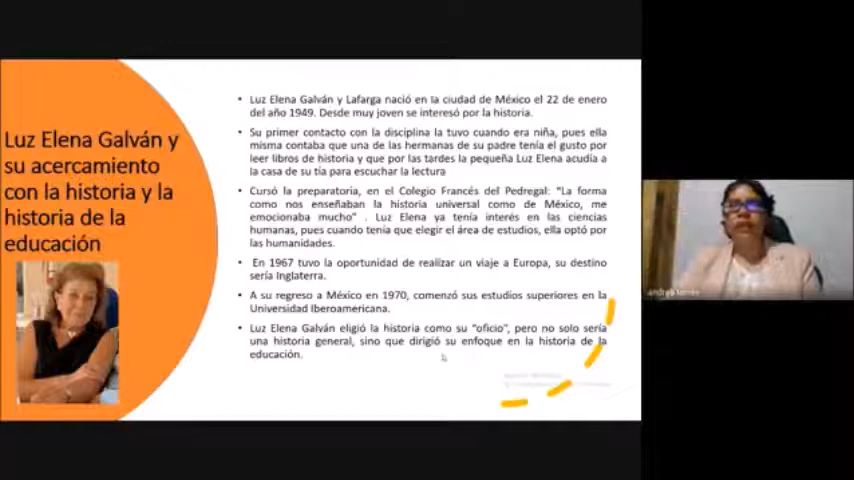 Luz Elena Galván y
su acercamiento
con la historia y la
historia de la
educación
• Luz Elena Galván y Lafarga nació en la ciudad de México el 22 de enero
del año 1949. Desde muy joven se interesó por la historia.
• Su primer contacto con la disciplina la tuvo cuando era niña, pues ella
misma contaba que una de las hermanas de su padre tenía el gusto por
leer libros de historia y que por las tardes la pequeña Luz Elena acudía a
la casa de su tía para escuchar la lectura
• Cursó la preparatoria, en el Colegio Francés del Pedregal: “La forma
como nos enseñaban la historia universal como de México, me
emocionaba mucho” . Luz Elena ya tenía interés en las ciencias
humanas, pues cuando tenía que elegir el área de estudios, ella optó por
las humanidades.
• En 1967 tuvo la oportunidad de realizar un viaje a Europa, su destino
sería Inglaterra.
• A su regreso a México en 1970, comenzó sus estudios superiores en la
Universidad Iberoamericana.
• Luz Elena Galván eligió la historia como su “oficio”, pero no solo sería
una historia general, sino que dirigió su enfoque en la historia de la
educación.